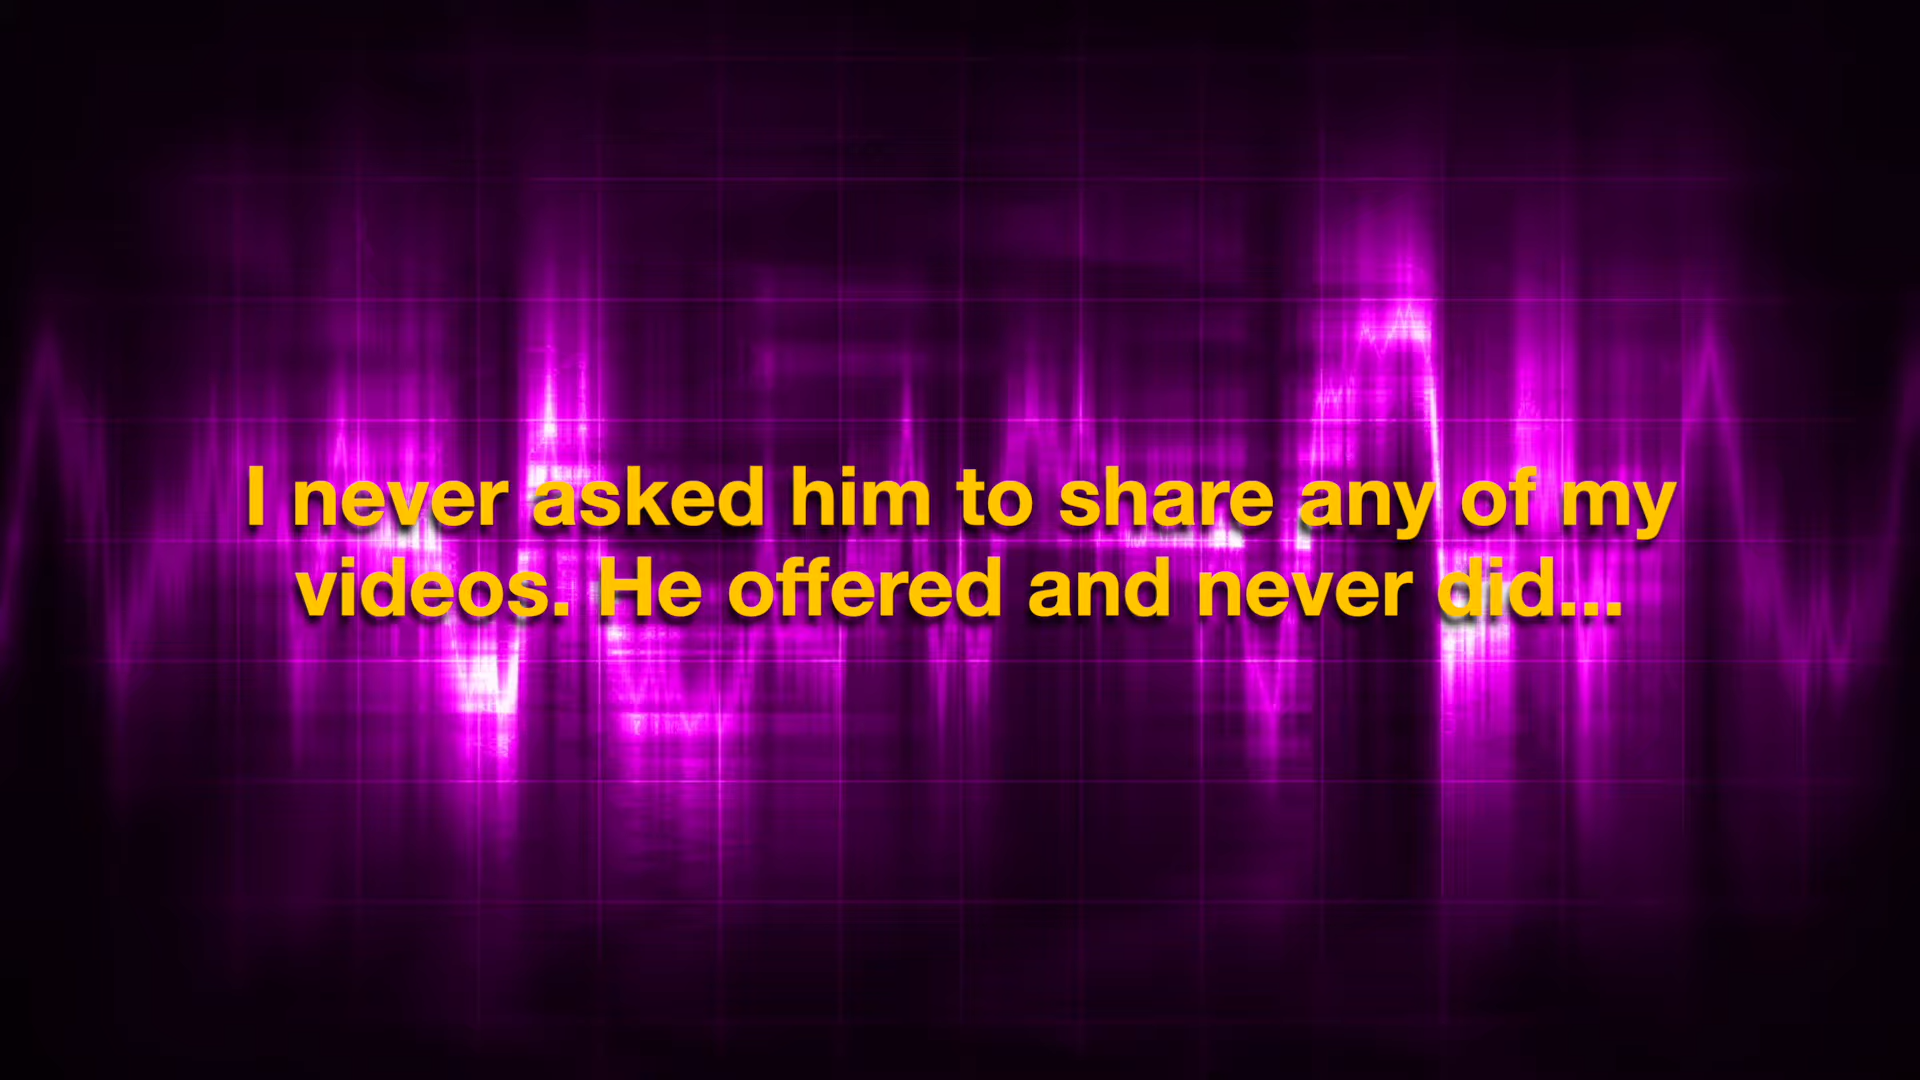 I never asked him to share any of my
videos. He offered and never did...